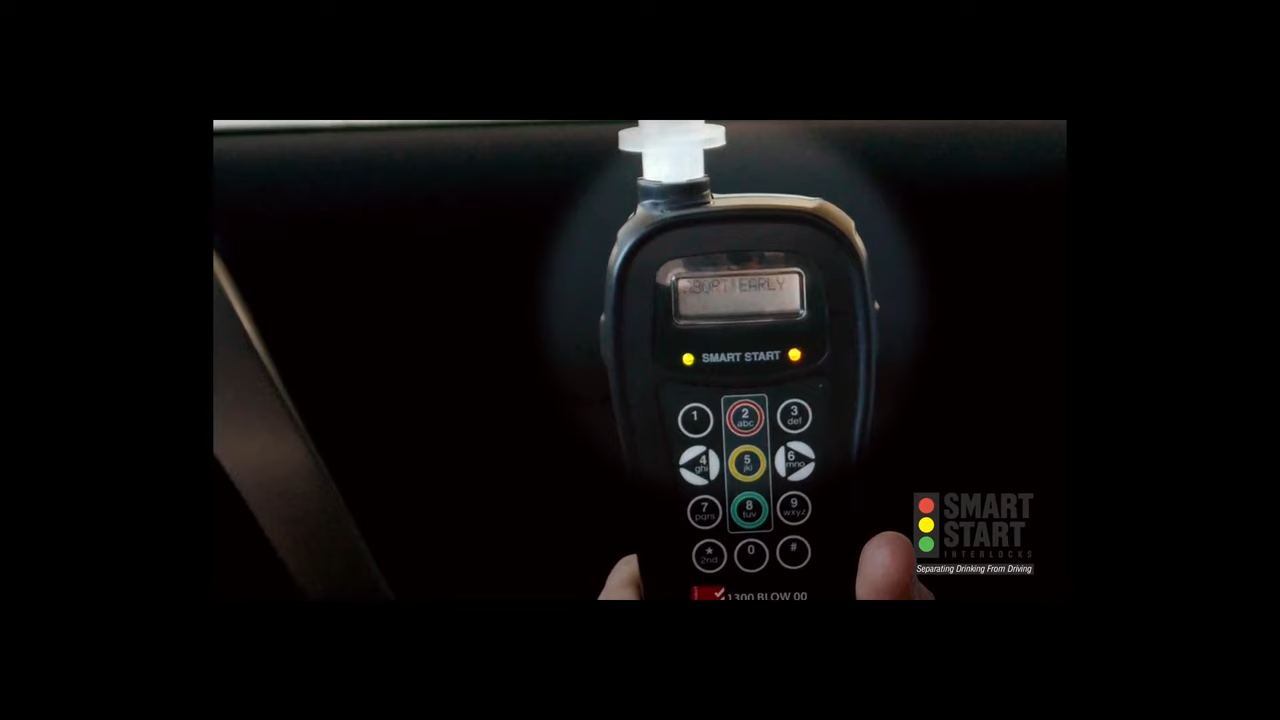 ABORT EARLY
SMART START
1
2 abc
3 def
4 ghi
5 jkl
6 mno
7 pqrs
8 tuv
9 wxyz
* 2nd
0
#
1300 BLOW 00
SMART
START
INTERLOCKS
Separating Drinking From Driving